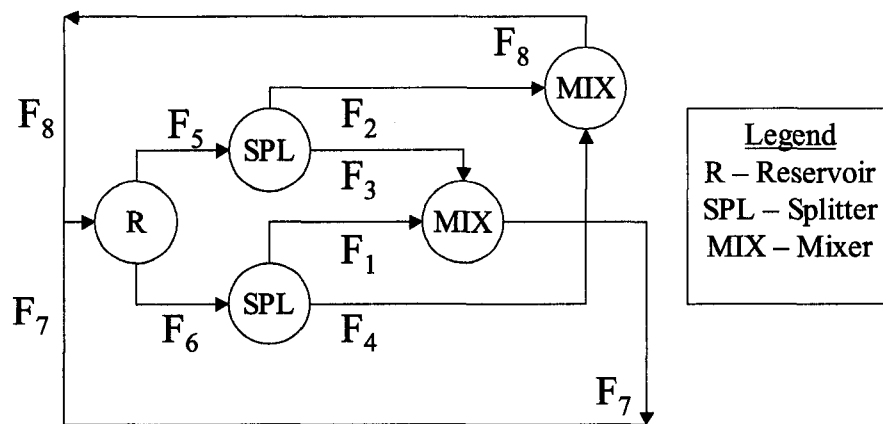 F8
MIX
F8
F5
SPL
F2
F3
R
MIX
F1
SPL
F6
F4
F7
F7
Legend
R – Reservoir
SPL – Splitter
MIX – Mixer